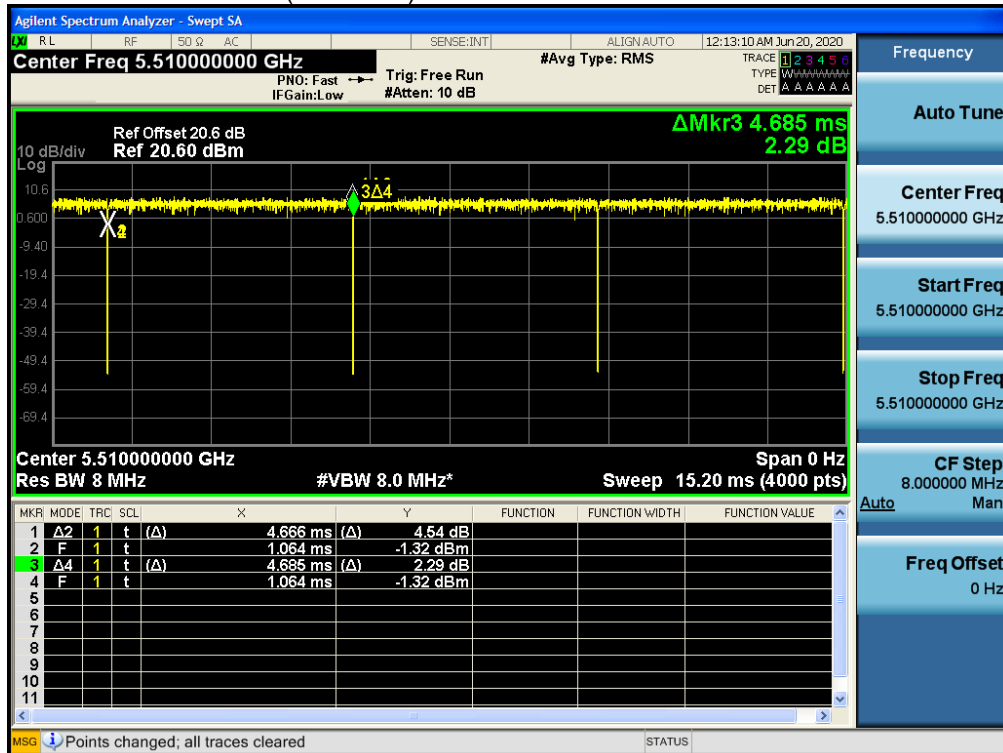 Agilent Spectrum Analyzer - Swept SA
LXI RL RF 50 Ω AC SENSE:INT ALIGN AUTO 12:13:10 AM Jun 20, 2020
Center Freq 5.510000000 GHz #Avg Type: RMS TRACE 1 2 3 4 5 6
PNO: Fast Trig: Free Run TYPE WWWWWW
IFGain:Low #Atten: 10 dB DET A A A A A A
ΔMkr3 4.685 ms
2.29 dB
Ref Offset 20.6 dB
10 dB/div Ref 20.60 dBm
Log
10.6
0.600
-9.40
-19.4
-29.4
-39.4
-49.4
-59.4
-69.4
3Δ4
Center 5.510000000 GHz Span 0 Hz
Res BW 8 MHz #VBW 8.0 MHz* Sweep 15.20 ms (4000 pts)
MKR MODE TRC SCL X Y FUNCTION FUNCTION WIDTH FUNCTION VALUE
1 Δ2 1 t (Δ) 4.666 ms (Δ) 4.54 dB
2 F 1 t 1.064 ms -1.32 dBm
3 Δ4 1 t (Δ) 4.685 ms (Δ) 2.29 dB
4 F 1 t 1.064 ms -1.32 dBm
5
6
7
8
9
10
11
MSG Points changed; all traces cleared STATUS
Frequency
Auto Tune
Center Freq
5.510000000 GHz
Start Freq
5.510000000 GHz
Stop Freq
5.510000000 GHz
CF Step
8.000000 MHz
Auto Man
Freq Offset
0 Hz